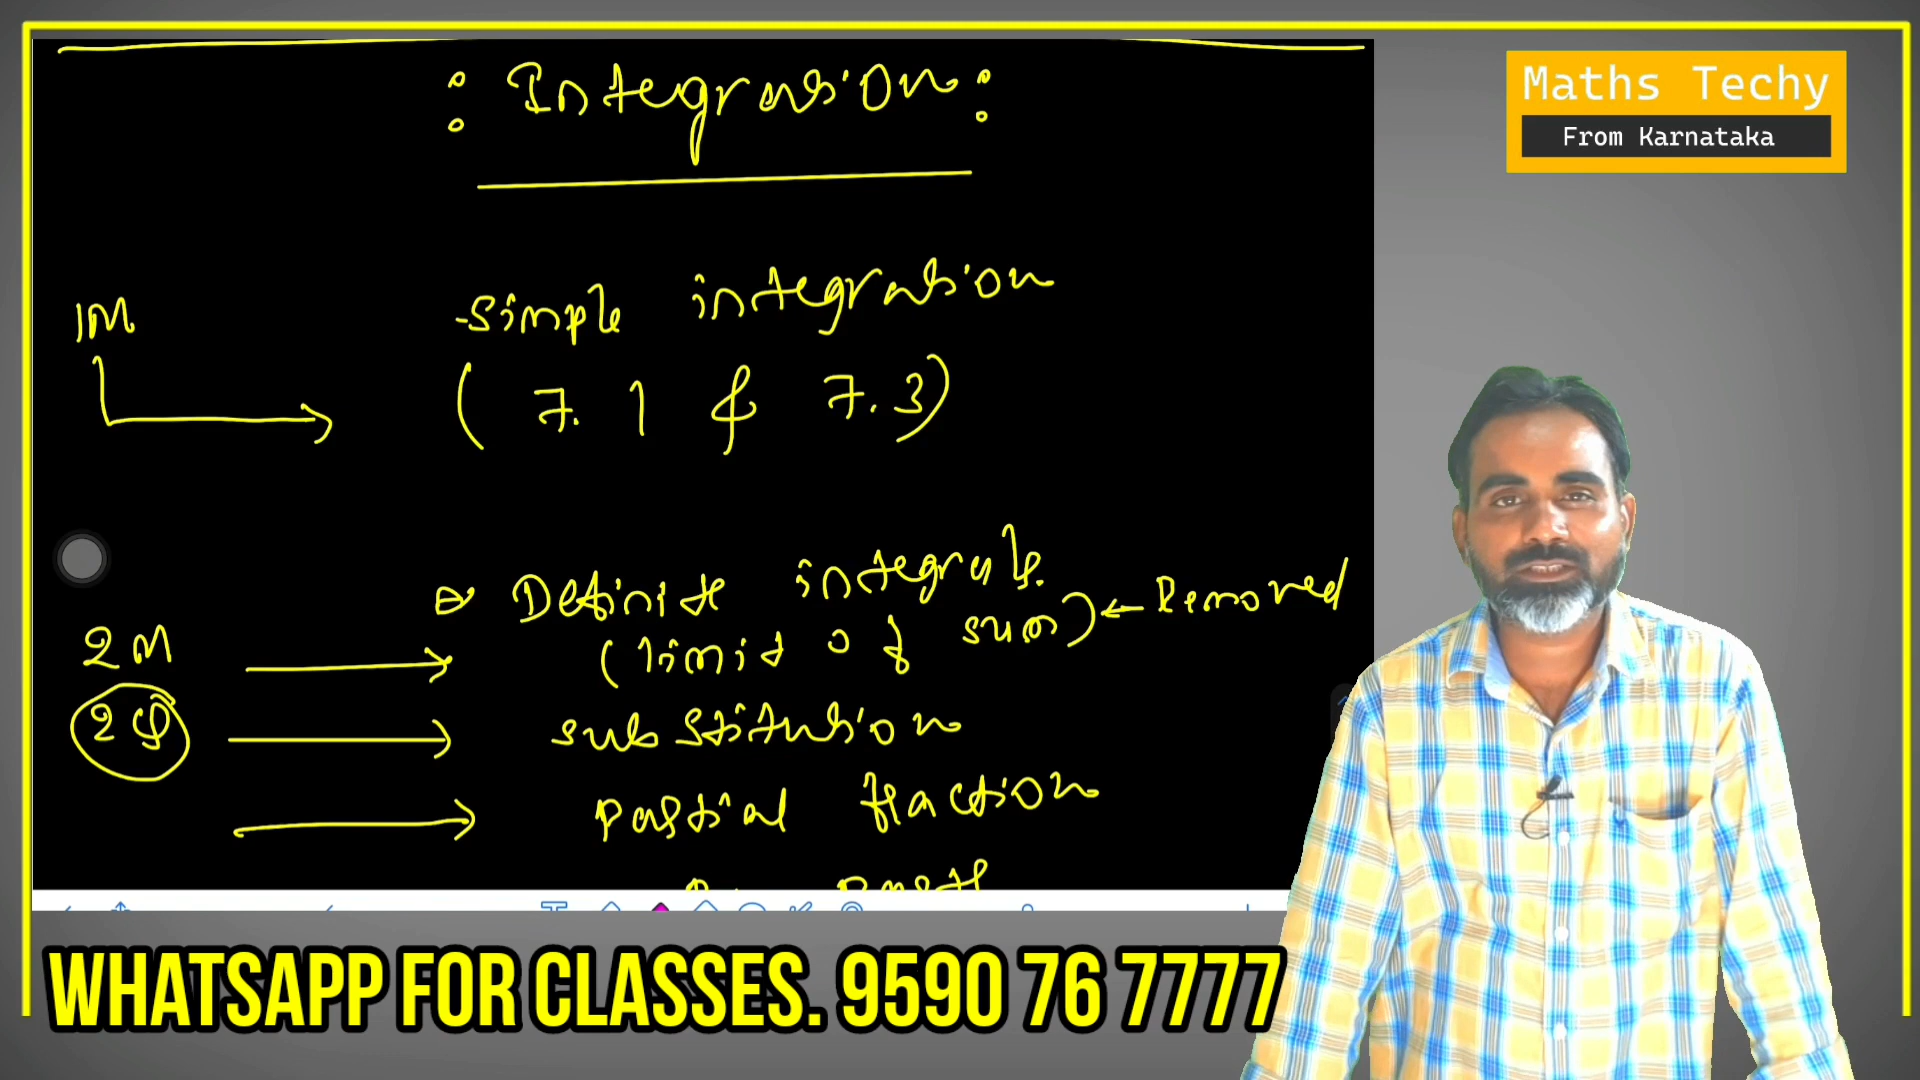 : Integration :
Maths Techy
From Karnataka
1M
simple integration
( 7.1 & 7.3)
Definite integrals.
(limit of sum) ← Removed
2M
2Q
substitution
partial fraction
WHATSAPP FOR CLASSES. 9590 76 7777